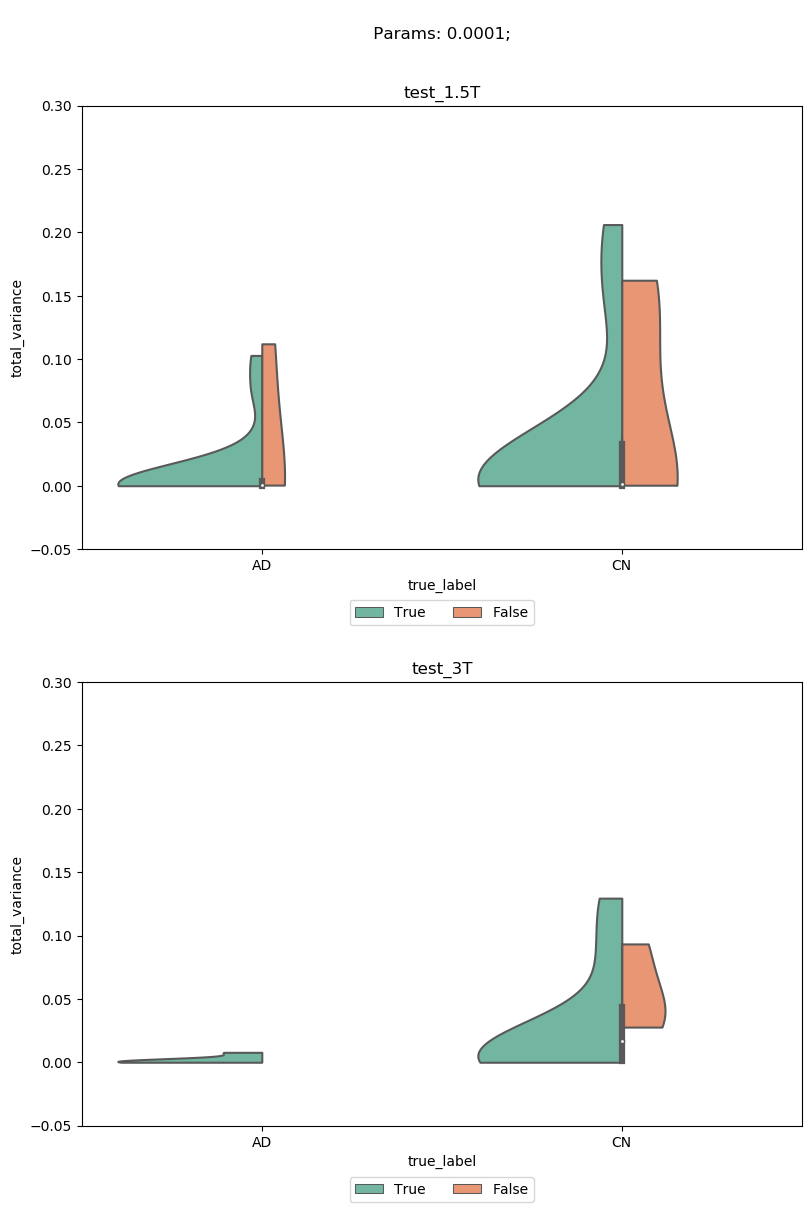 Params: 0.0001;
test_1.5T
0.30
0.25
0.20
0.15
0.10
0.05
0.00
−0.05
total_variance
AD CN
true_label
True False
test_3T
0.30
0.25
0.20
0.15
0.10
0.05
0.00
−0.05
total_variance
AD CN
true_label
True False